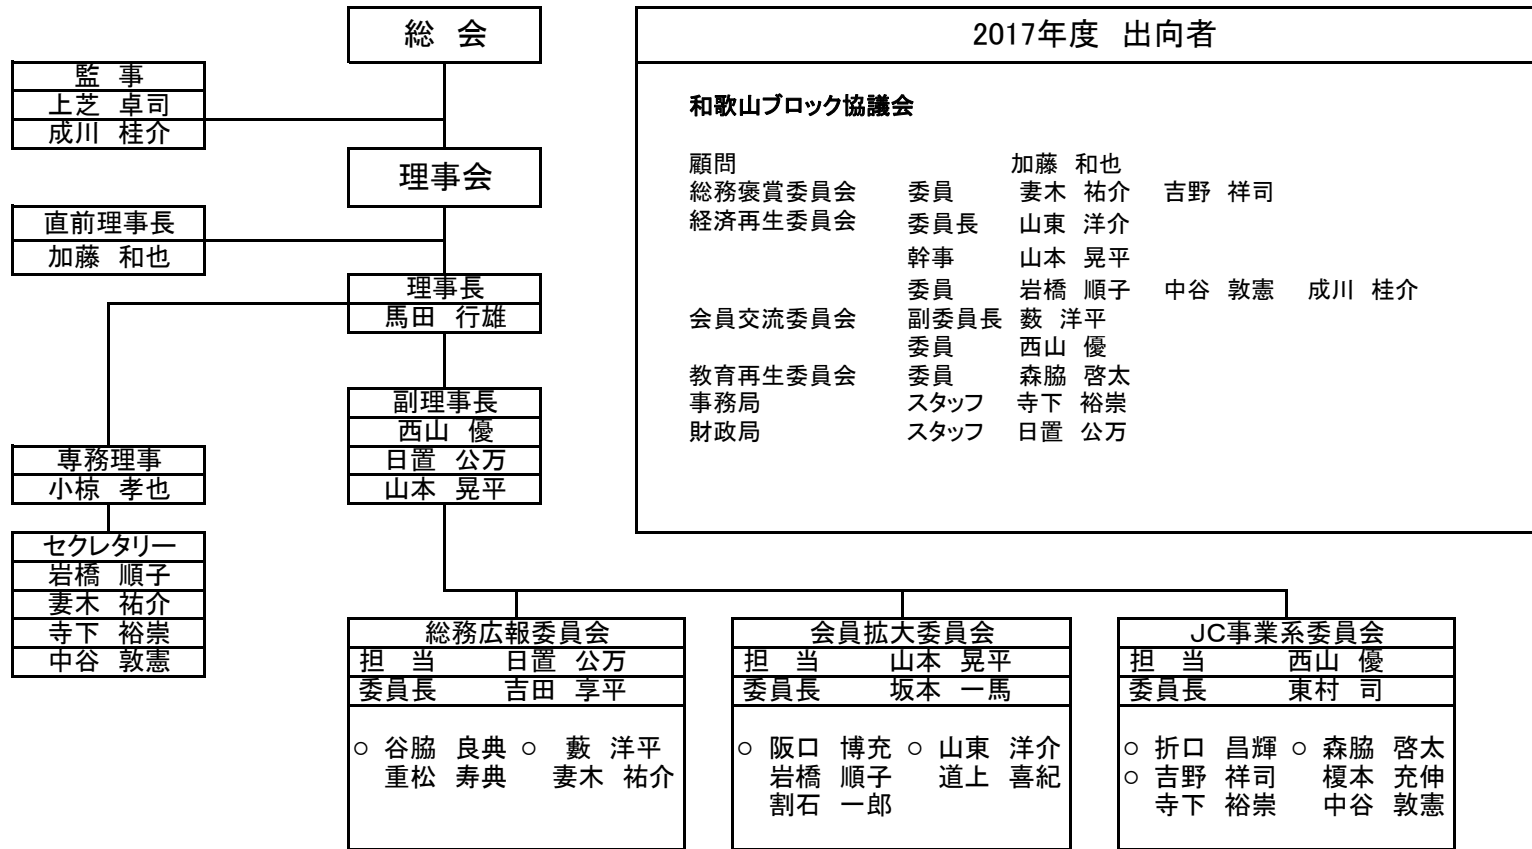 総 会
監 事
上芝 卓司
成川 桂介
理事会
直前理事長
加藤 和也
理事長
馬田 行雄
副理事長
西山 優
日置 公万
山本 晃平
専務理事
小椋 孝也
セクレタリー
岩橋 順子
妻木 祐介
寺下 裕崇
中谷 敦憲
2017年度 出向者
和歌山ブロック協議会
顧問 加藤 和也
総務褒賞委員会 委員 妻木 祐介 吉野 祥司
経済再生委員会 委員長 山東 洋介
幹事 山本 晃平
委員 岩橋 順子 中谷 敦憲 成川 桂介
会員交流委員会 副委員長 薮 洋平
委員 西山 優
教育再生委員会 委員 森脇 啓太
事務局 スタッフ 寺下 裕崇
財政局 スタッフ 日置 公万
総務広報委員会
担 当 日置 公万
委員長 吉田 享平
○ 谷脇 良典 ○ 藪 洋平
重松 寿典 妻木 祐介
会員拡大委員会
担 当 山本 晃平
委員長 坂本 一馬
○ 阪口 博充 ○ 山東 洋介
岩橋 順子 道上 喜紀
割石 一郎
JC事業系委員会
担 当 西山 優
委員長 東村 司
○ 折口 昌輝 ○ 森脇 啓太
○ 吉野 祥司 榎本 充伸
寺下 裕崇 中谷 敦憲